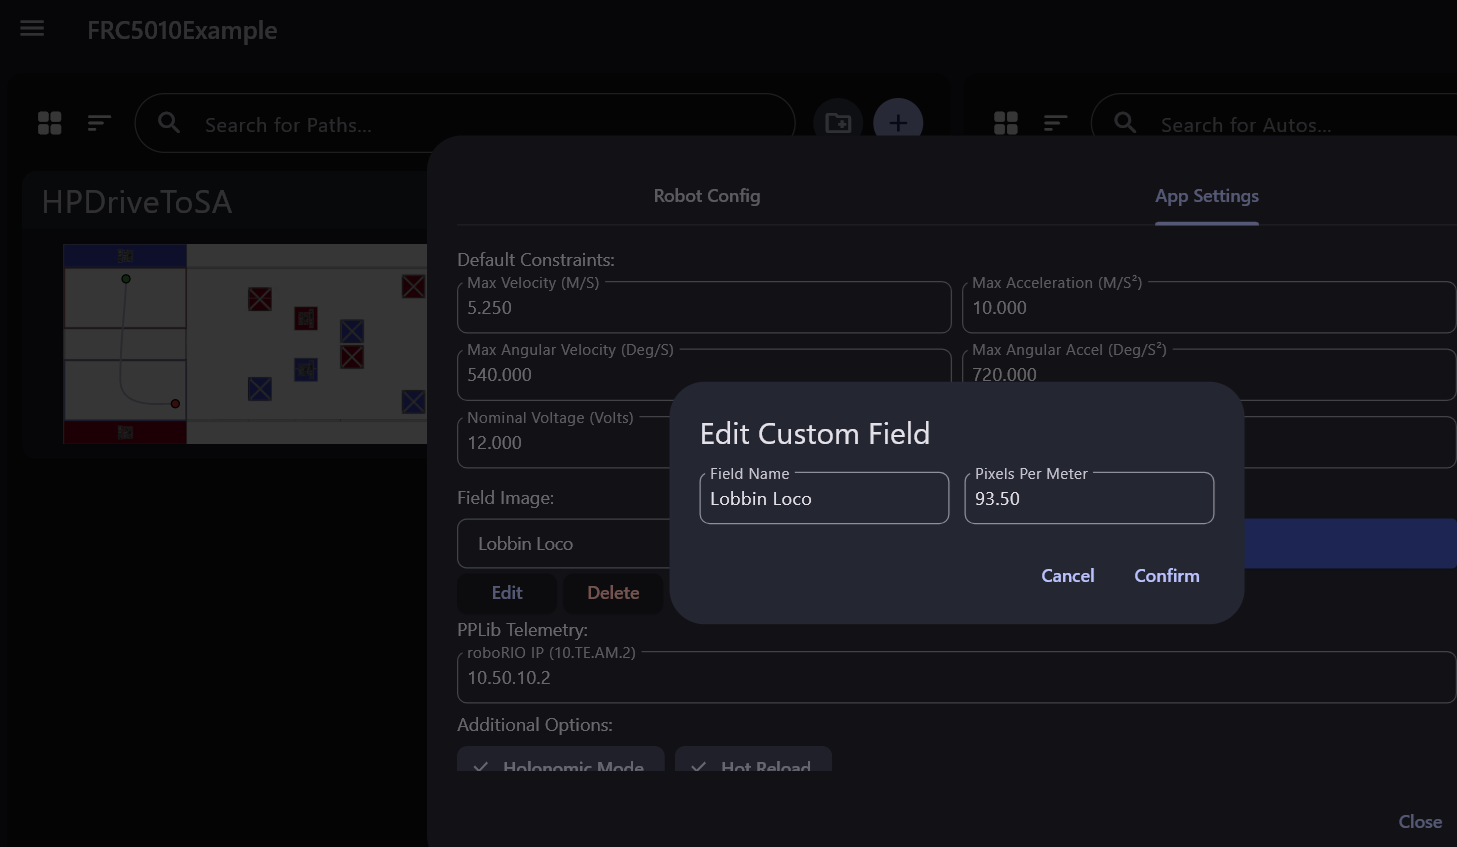 FRC5010Example
Search for Paths...
Search for Autos...
HPDriveToSA
Robot Config
App Settings
Default Constraints:
Max Velocity (M/S)
5.250
Max Acceleration (M/S²)
10.000
Max Angular Velocity (Deg/S)
540.000
Max Angular Accel (Deg/S²)
720.000
Nominal Voltage (Volts)
12.000
Edit Custom Field
Field Name
Lobbin Loco
Pixels Per Meter
93.50
Cancel
Confirm
Field Image:
Lobbin Loco
Edit
Delete
PPLib Telemetry:
roboRIO IP (10.TE.AM.2)
10.50.10.2
Additional Options:
Holonomic Mode
Hot Reload
Close